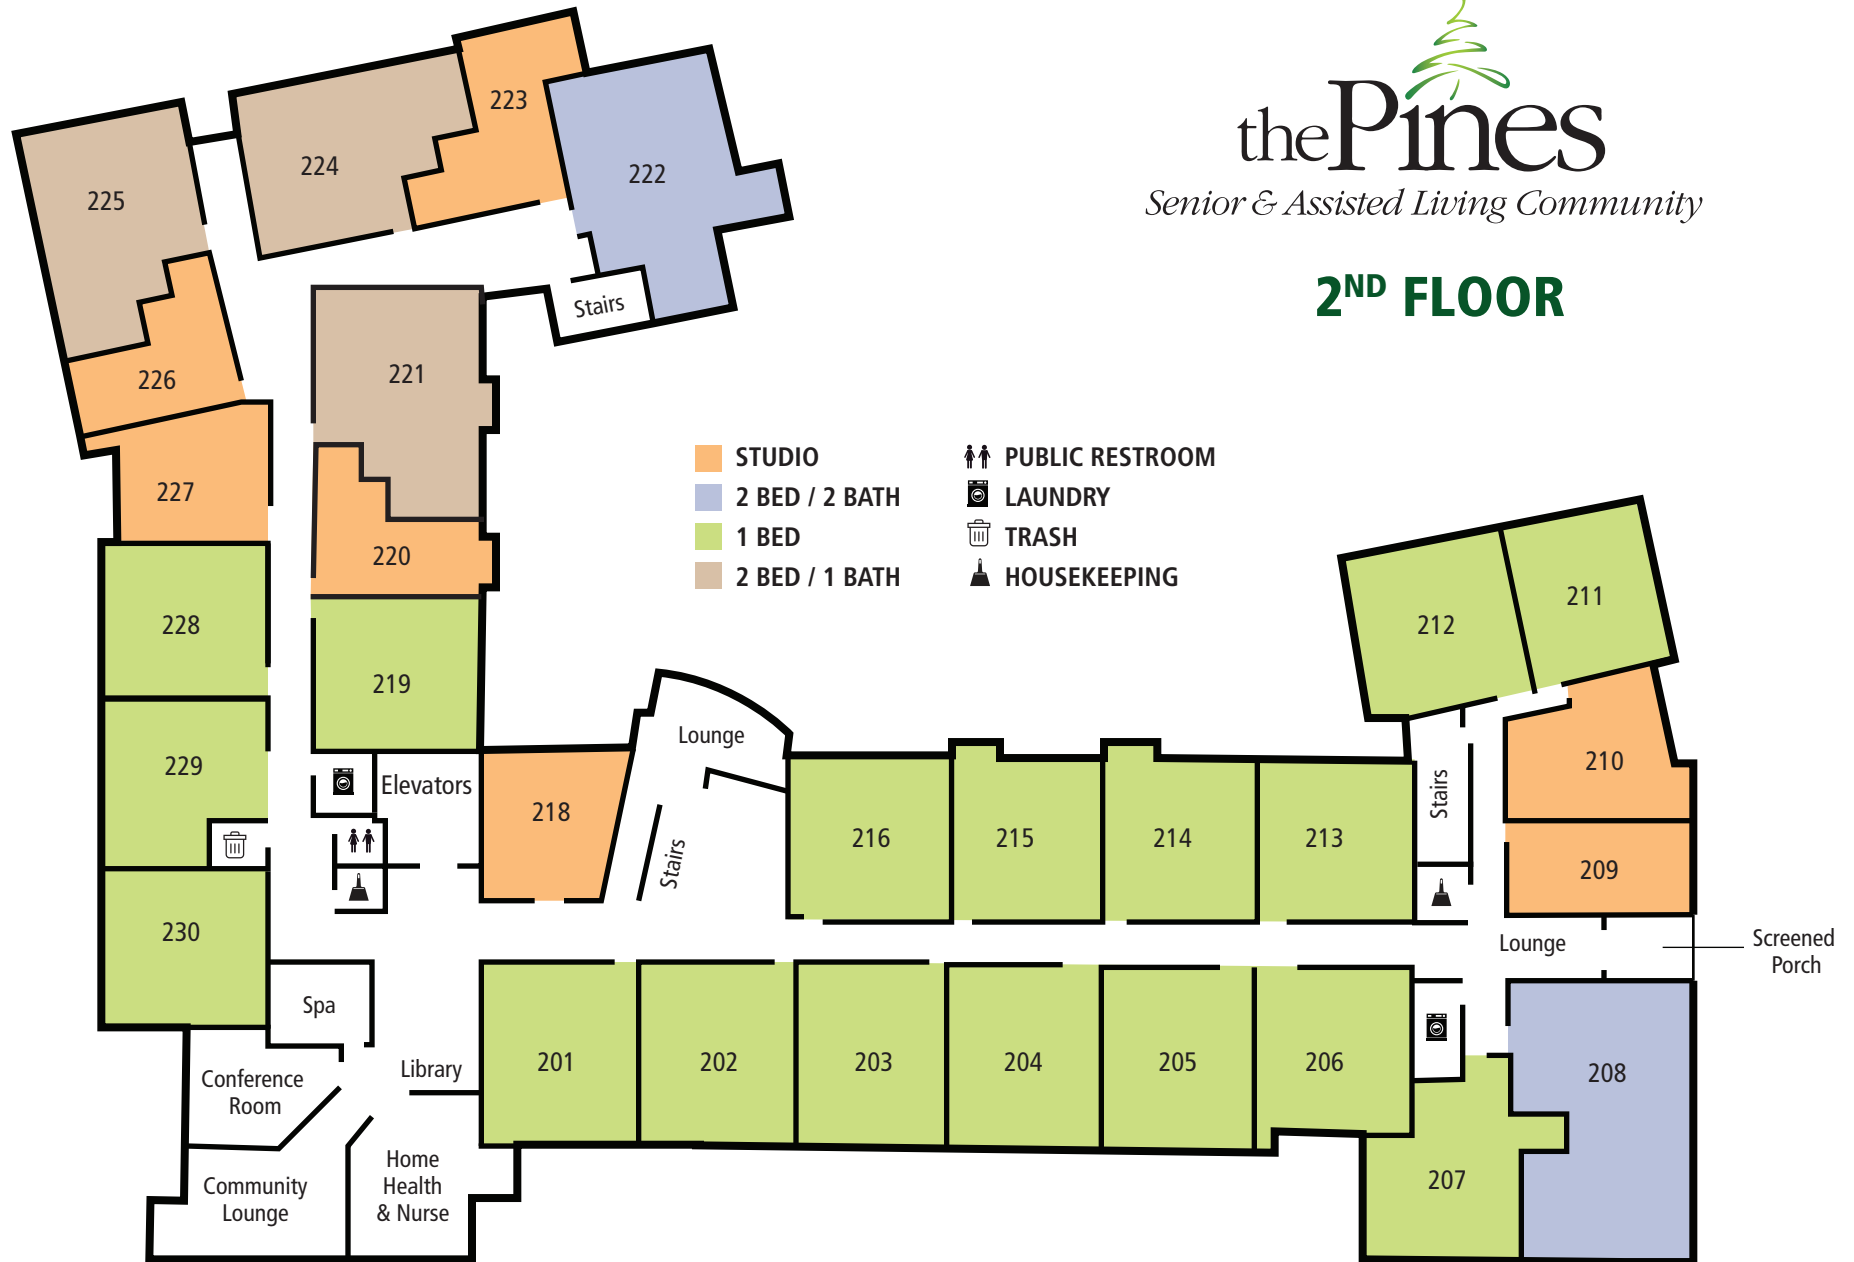 the Pines
Senior & Assisted Living Community
2ND FLOOR
223
224
222
225
Stairs
226
221
227
220
228
219
229
230
STUDIO
2 BED / 2 BATH
1 BED
2 BED / 1 BATH
PUBLIC RESTROOM
LAUNDRY
TRASH
HOUSEKEEPING
212
211
210
209
Stairs
Lounge
Screened
Porch
Elevators
218
Lounge
Stairs
216
215
214
213
Spa
Library
Conference
Room
Community
Lounge
Home
Health
& Nurse
201
202
203
204
205
206
207
208